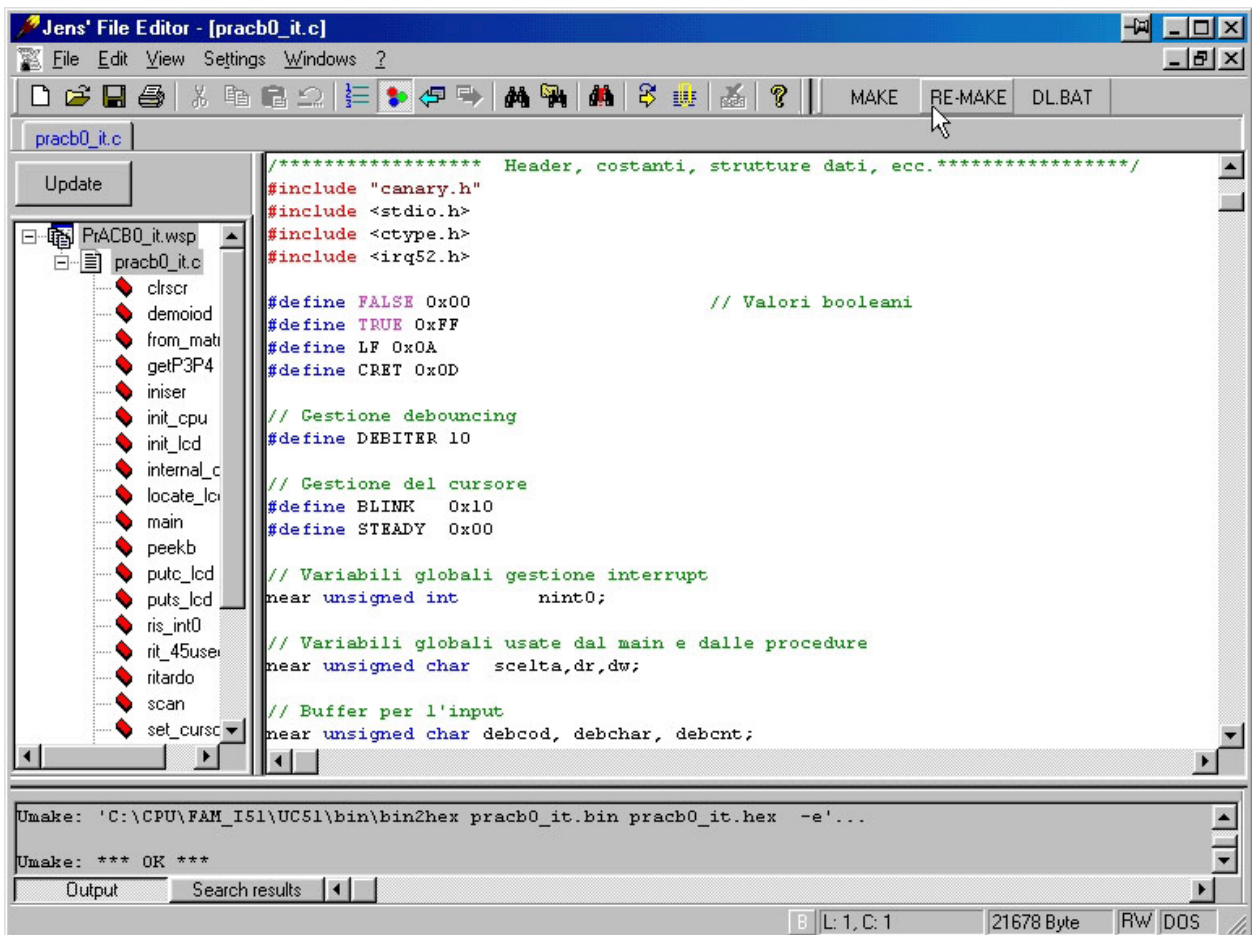 Jens' File Editor - [pracb0_it.c]
File Edit View Settings Windows ?
MAKE RE-MAKE DL.BAT
pracb0_it.c
Update
PrACB0_it.wsp
pracb0_it.c
clrscr
demoiod
from_mat
getP3P4
iniser
init_cpu
init_lcd
internal_c
locate_lc
main
peekb
putc_lcd
puts_lcd
ris_int0
rit_45use
ritardo
scan
set_cursc
/****************** Header, costanti, strutture dati, ecc.*****************/
#include "canary.h"
#include <stdio.h>
#include <ctype.h>
#include <irq52.h>
#define FALSE 0x00 // Valori booleani
#define TRUE 0xFF
#define LF 0x0A
#define CRET 0x0D
// Gestione debouncing
#define DEBITER 10
// Gestione del cursore
#define BLINK 0x10
#define STEADY 0x00
// Variabili globali gestione interrupt
near unsigned int nint0;
// Variabili globali usate dal main e dalle procedure
near unsigned char scelta,dr,dw;
// Buffer per l'input
near unsigned char debcod, debchar, debcnt;
Umake: 'C:\CPU\FAM_I51\UC51\bin\bin2hex pracb0_it.bin pracb0_it.hex -e'...
Umake: *** OK ***
Output Search results
B L: 1, C: 1 21678 Byte RW DOS